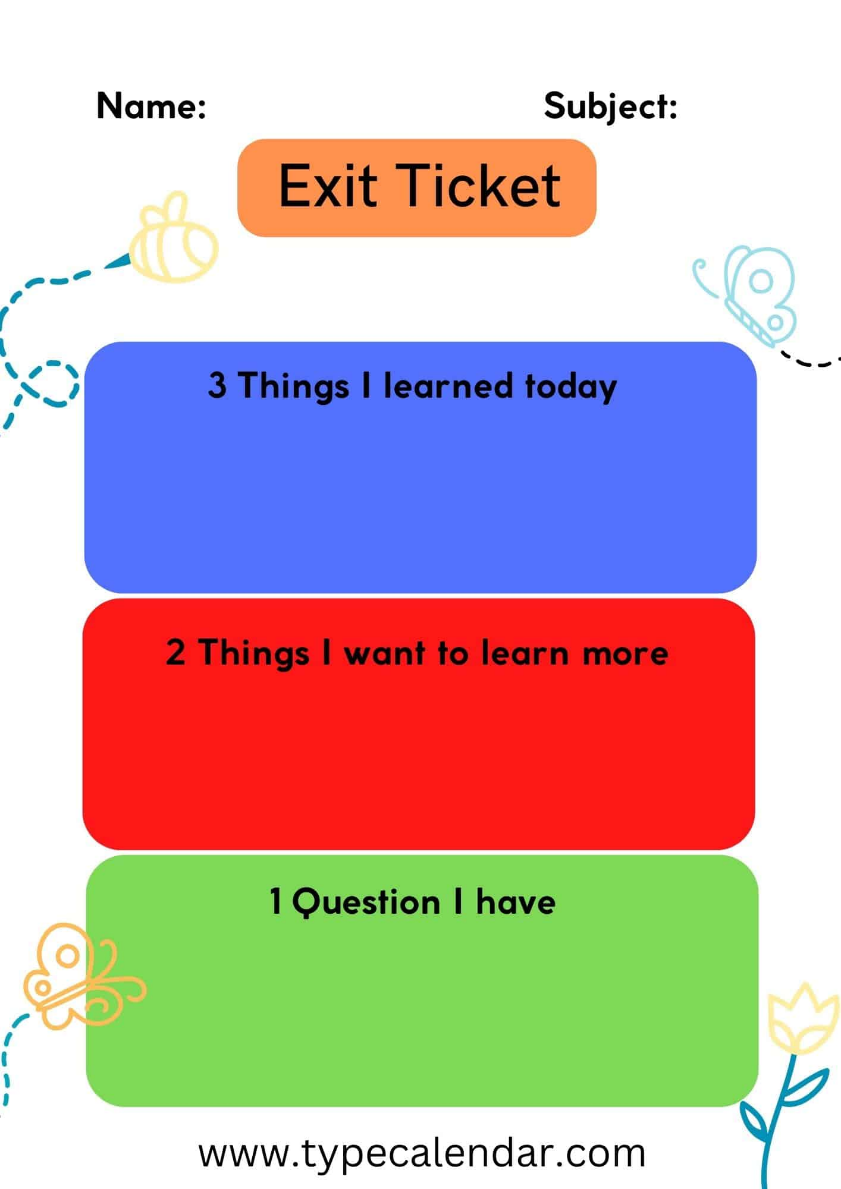 Name: Subject:
Exit Ticket
3 Things I learned today
2 Things I want to learn more
1 Question I have
www.typecalendar.com